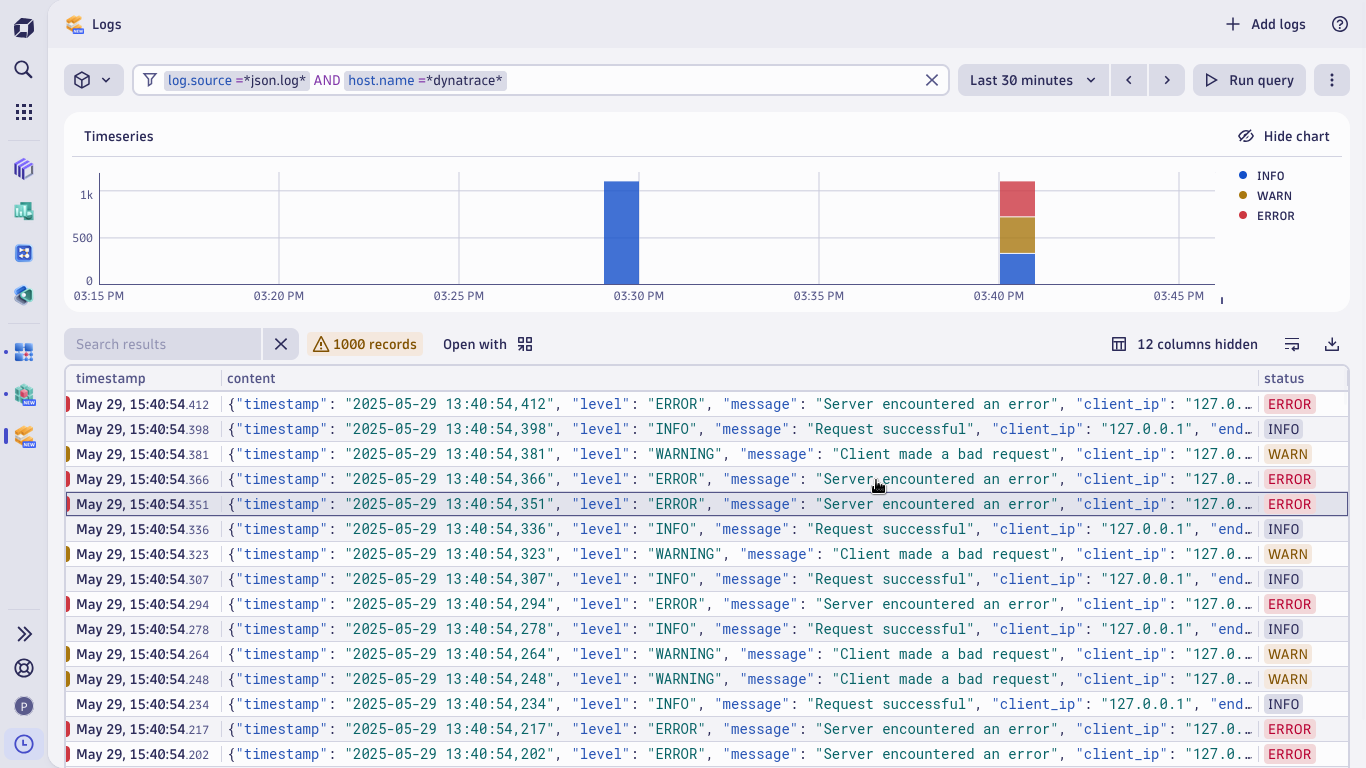 Logs
Add logs
log.source =*json.log* AND host.name =*dynatrace*
Last 30 minutes
Run query
Timeseries
Hide chart
1k
500
0
03:15 PM 03:20 PM 03:25 PM 03:30 PM 03:35 PM 03:40 PM 03:45 PM
INFO
WARN
ERROR
Search results
1000 records
Open with
12 columns hidden
timestamp content status
May 29, 15:40:54.412 {"timestamp": "2025-05-29 13:40:54,412", "level": "ERROR", "message": "Server encountered an error", "client_ip": "127.0… ERROR
May 29, 15:40:54.398 {"timestamp": "2025-05-29 13:40:54,398", "level": "INFO", "message": "Request successful", "client_ip": "127.0.0.1", "end… INFO
May 29, 15:40:54.381 {"timestamp": "2025-05-29 13:40:54,381", "level": "WARNING", "message": "Client made a bad request", "client_ip": "127.0… WARN
May 29, 15:40:54.366 {"timestamp": "2025-05-29 13:40:54,366", "level": "ERROR", "message": "Server encountered an error", "client_ip": "127.0… ERROR
May 29, 15:40:54.351 {"timestamp": "2025-05-29 13:40:54,351", "level": "ERROR", "message": "Server encountered an error", "client_ip": "127.0… ERROR
May 29, 15:40:54.336 {"timestamp": "2025-05-29 13:40:54,336", "level": "INFO", "message": "Request successful", "client_ip": "127.0.0.1", "end… INFO
May 29, 15:40:54.323 {"timestamp": "2025-05-29 13:40:54,323", "level": "WARNING", "message": "Client made a bad request", "client_ip": "127.0… WARN
May 29, 15:40:54.307 {"timestamp": "2025-05-29 13:40:54,307", "level": "INFO", "message": "Request successful", "client_ip": "127.0.0.1", "end… INFO
May 29, 15:40:54.294 {"timestamp": "2025-05-29 13:40:54,294", "level": "ERROR", "message": "Server encountered an error", "client_ip": "127.0… ERROR
May 29, 15:40:54.278 {"timestamp": "2025-05-29 13:40:54,278", "level": "INFO", "message": "Request successful", "client_ip": "127.0.0.1", "end… INFO
May 29, 15:40:54.264 {"timestamp": "2025-05-29 13:40:54,264", "level": "WARNING", "message": "Client made a bad request", "client_ip": "127.0… WARN
May 29, 15:40:54.248 {"timestamp": "2025-05-29 13:40:54,248", "level": "WARNING", "message": "Client made a bad request", "client_ip": "127.0… WARN
May 29, 15:40:54.234 {"timestamp": "2025-05-29 13:40:54,234", "level": "INFO", "message": "Request successful", "client_ip": "127.0.0.1", "end… INFO
May 29, 15:40:54.217 {"timestamp": "2025-05-29 13:40:54,217", "level": "ERROR", "message": "Server encountered an error", "client_ip": "127.0… ERROR
May 29, 15:40:54.202 {"timestamp": "2025-05-29 13:40:54,202", "level": "ERROR", "message": "Server encountered an error", "client_ip": "127.0… ERROR
NEW
NEW
NEW
P